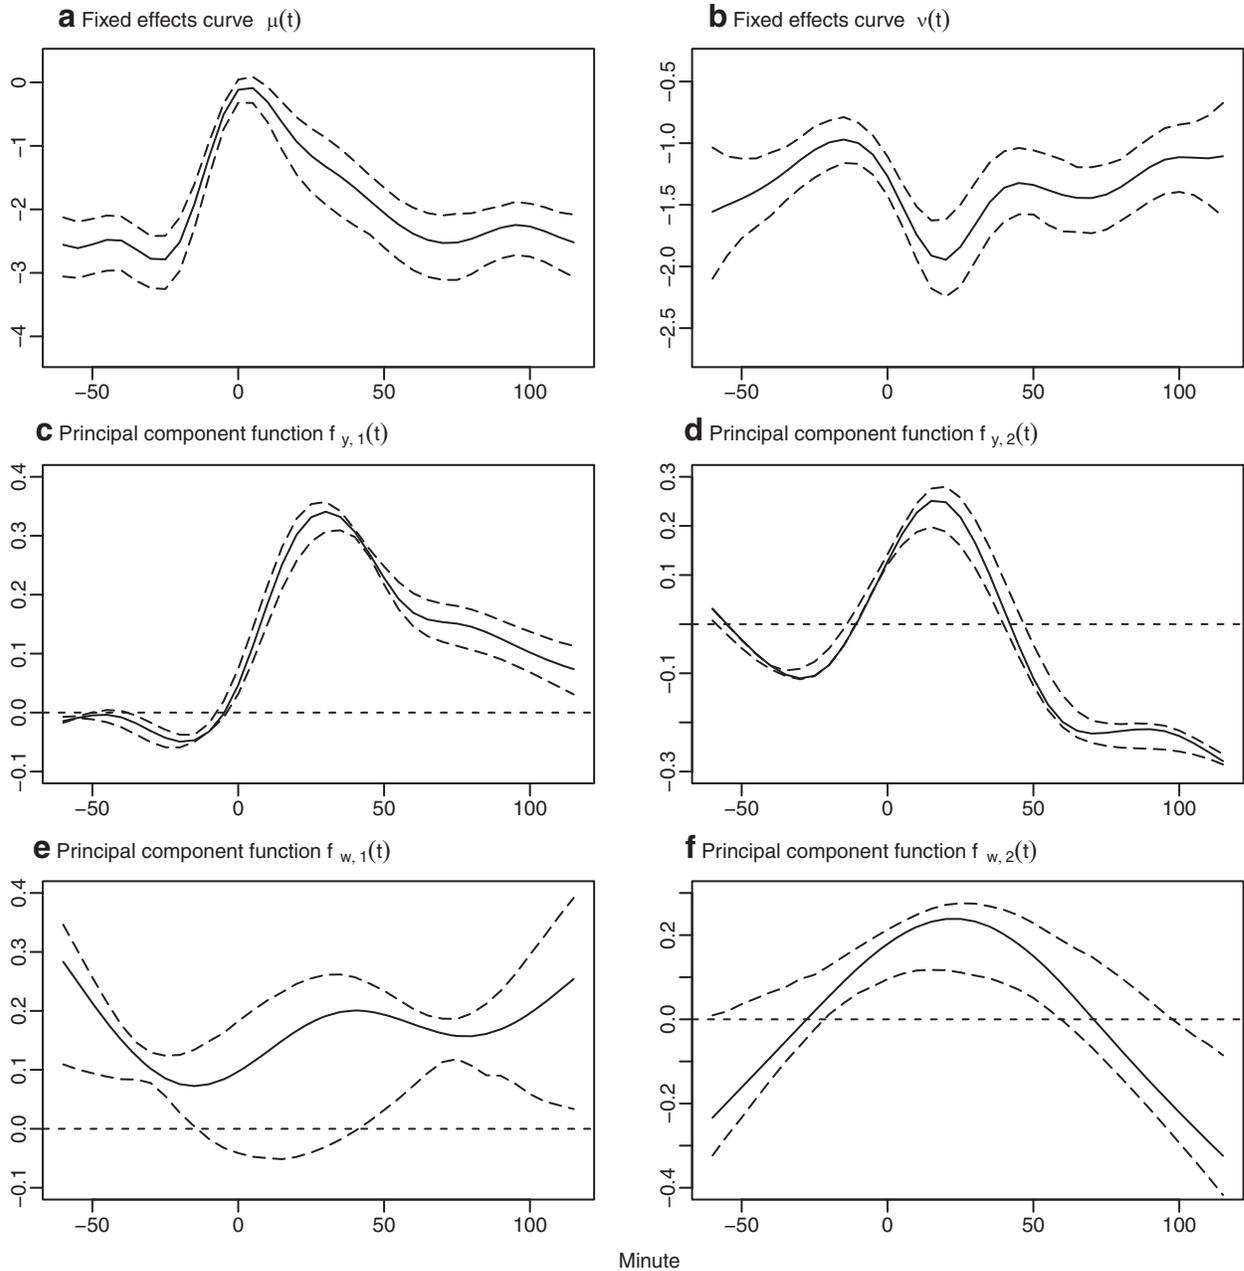 a Fixed effects curve μ(t)
b Fixed effects curve ν(t)
0
−1
−2
−3
−4
−50 0 50 100
−0.5
−1.0
−1.5
−2.0
−2.5
−50 0 50 100
c Principal component function f y, 1(t)
d Principal component function f y, 2(t)
0.4
0.3
0.2
0.1
0.0
−0.1
−50 0 50 100
0.3
0.2
0.1
−0.1
−0.3
−50 0 50 100
e Principal component function f w, 1(t)
f Principal component function f w, 2(t)
0.4
0.3
0.2
0.1
0.0
−0.1
−50 0 50 100
0.2
0.0
−0.2
−0.4
−50 0 50 100
Minute